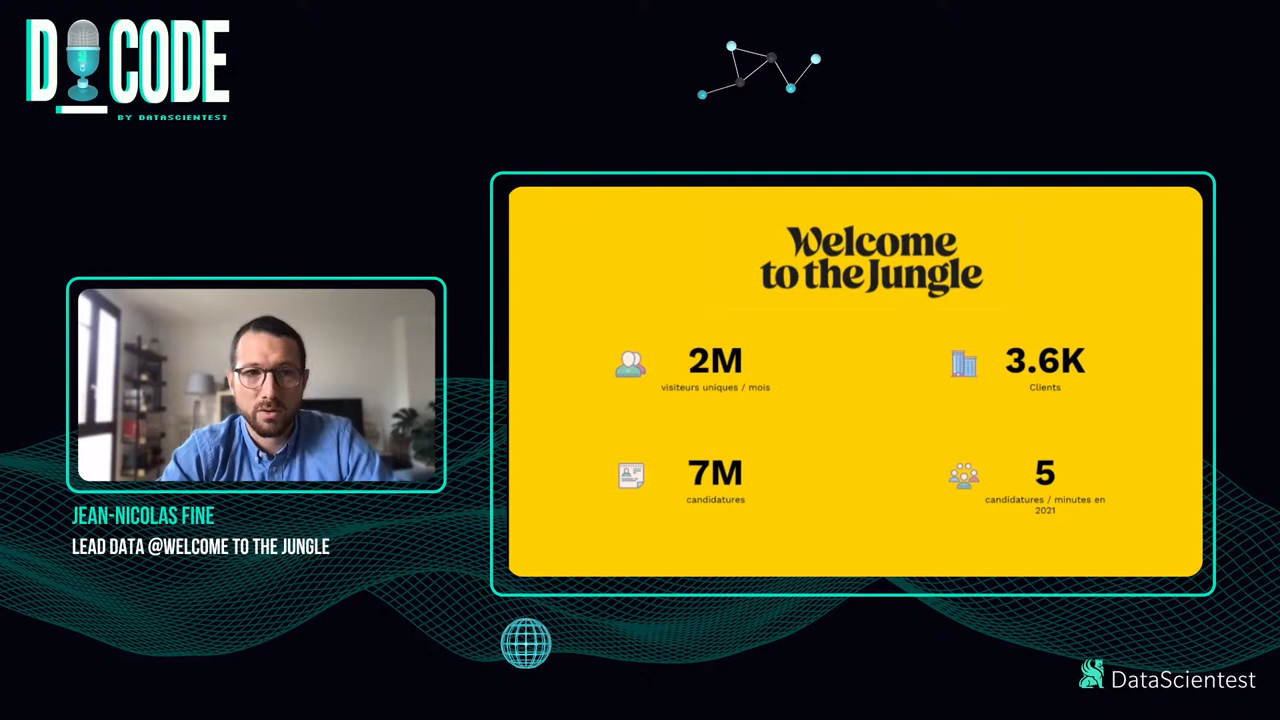 D_CODE
BY DATASCIENTEST
Welcome
to the Jungle
2M
visiteurs uniques / mois
3.6K
Clients
7M
candidatures
5
candidatures / minutes en
2021
JEAN-NICOLAS FINE
LEAD DATA @WELCOME TO THE JUNGLE
DataScientest